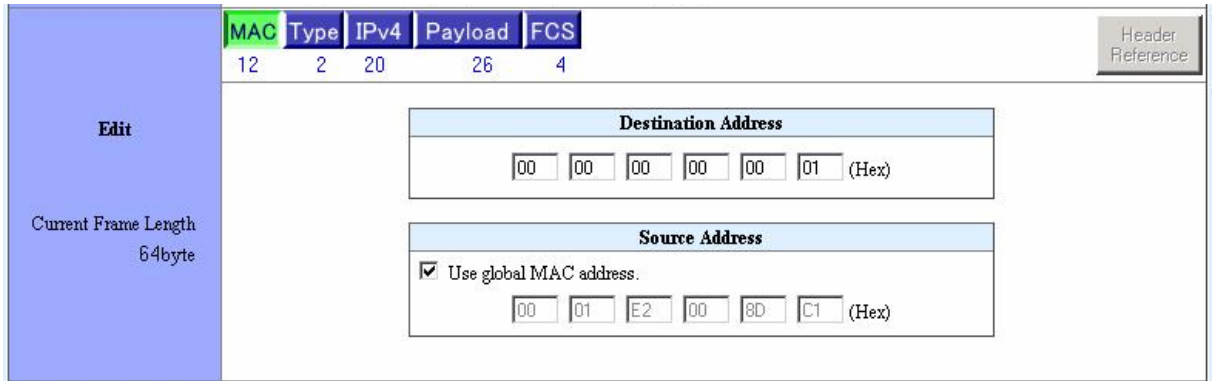 MAC Type IPv4 Payload FCS
12 2 20 26 4
Header
Reference
Edit
Destination Address
00 00 00 00 00 01 (Hex)
Current Frame Length
64byte
Source Address
Use global MAC address.
00 01 E2 00 8D C1 (Hex)